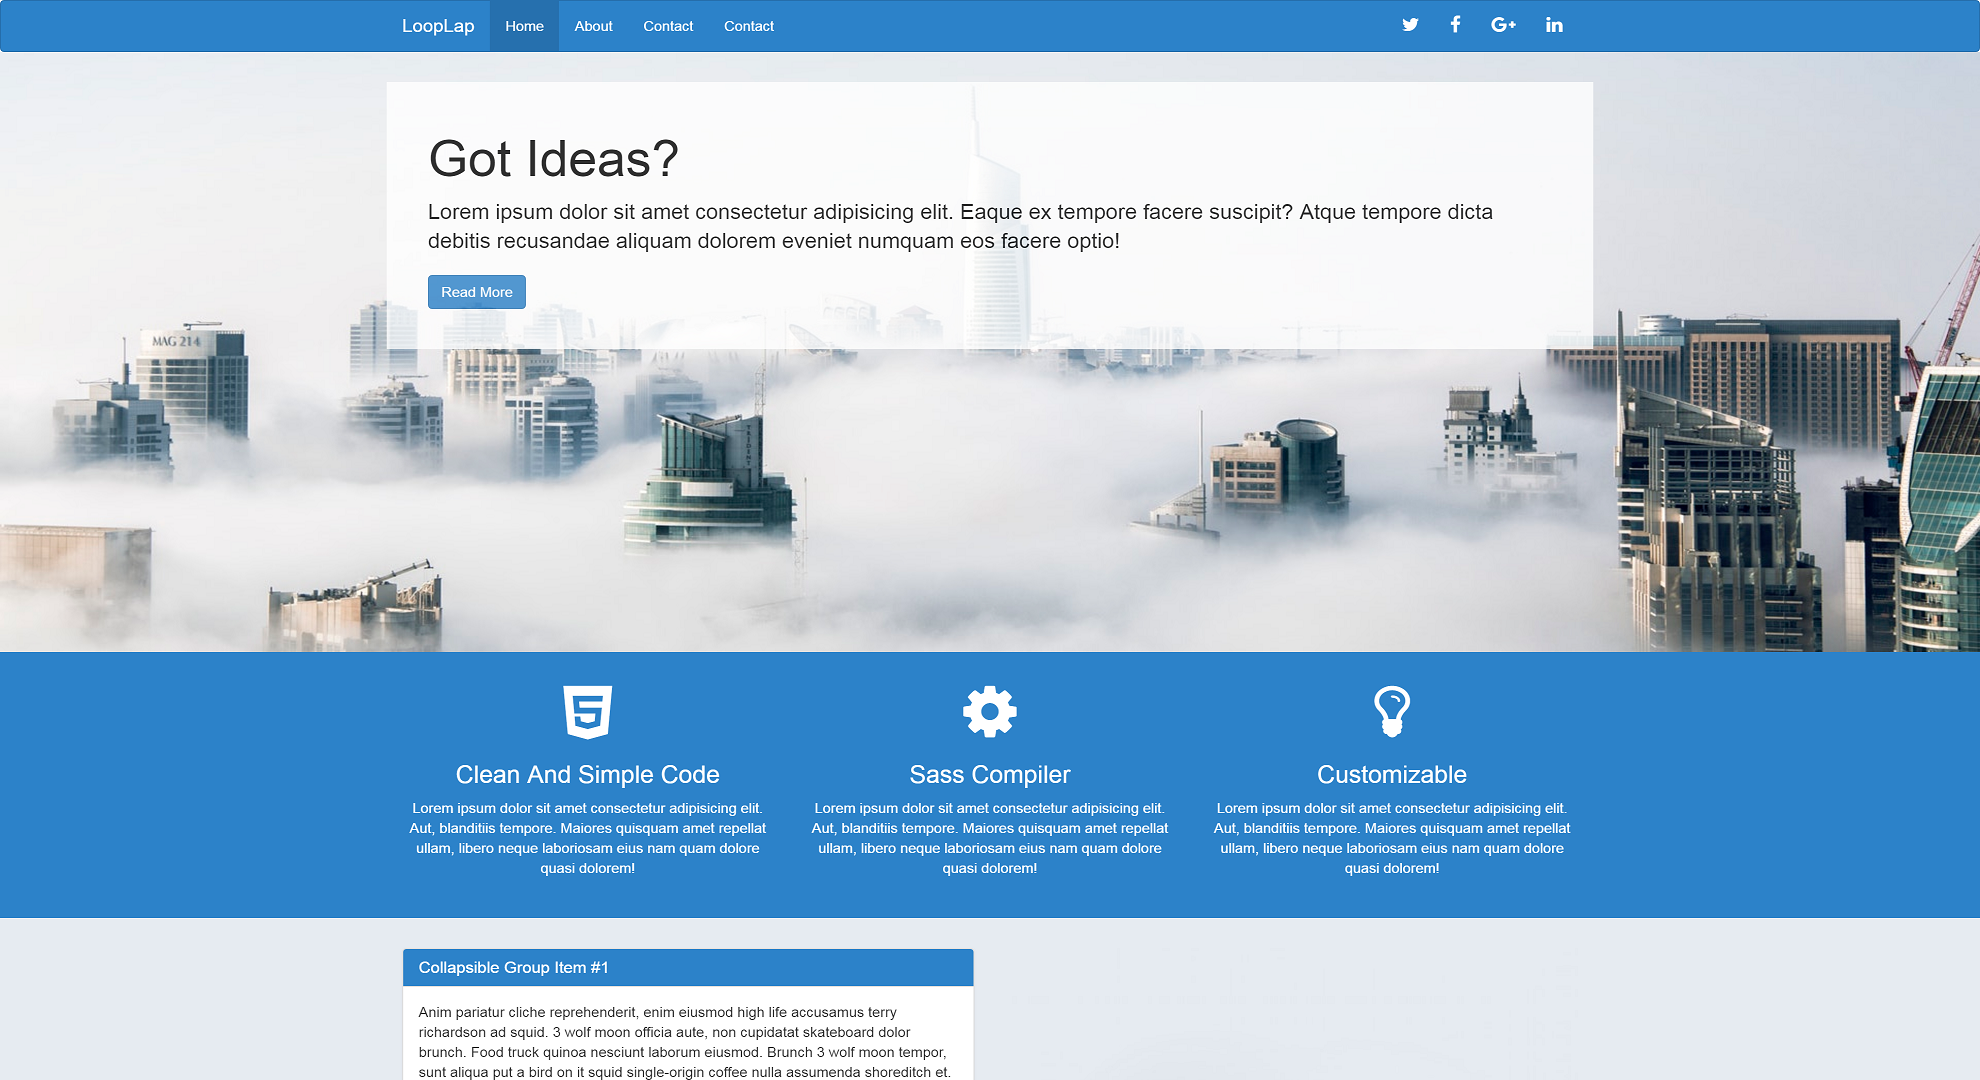 LoopLap Home About Contact Contact
Got Ideas?
Lorem ipsum dolor sit amet consectetur adipisicing elit. Eaque ex tempore facere suscipit? Atque tempore dicta
debitis recusandae aliquam dolorem eveniet numquam eos facere optio!
Read More
MAG 214
TRIDENT
Clean And Simple Code
Lorem ipsum dolor sit amet consectetur adipisicing elit.
Aut, blanditiis tempore. Maiores quisquam amet repellat
ullam, libero neque laboriosam eius nam quam dolore
quasi dolorem!
Sass Compiler
Lorem ipsum dolor sit amet consectetur adipisicing elit.
Aut, blanditiis tempore. Maiores quisquam amet repellat
ullam, libero neque laboriosam eius nam quam dolore
quasi dolorem!
Customizable
Lorem ipsum dolor sit amet consectetur adipisicing elit.
Aut, blanditiis tempore. Maiores quisquam amet repellat
ullam, libero neque laboriosam eius nam quam dolore
quasi dolorem!
Collapsible Group Item #1
Anim pariatur cliche reprehenderit, enim eiusmod high life accusamus terry
richardson ad squid. 3 wolf moon officia aute, non cupidatat skateboard dolor
brunch. Food truck quinoa nesciunt laborum eiusmod. Brunch 3 wolf moon tempor,
sunt aliqua put a bird on it squid single-origin coffee nulla assumenda shoreditch et.